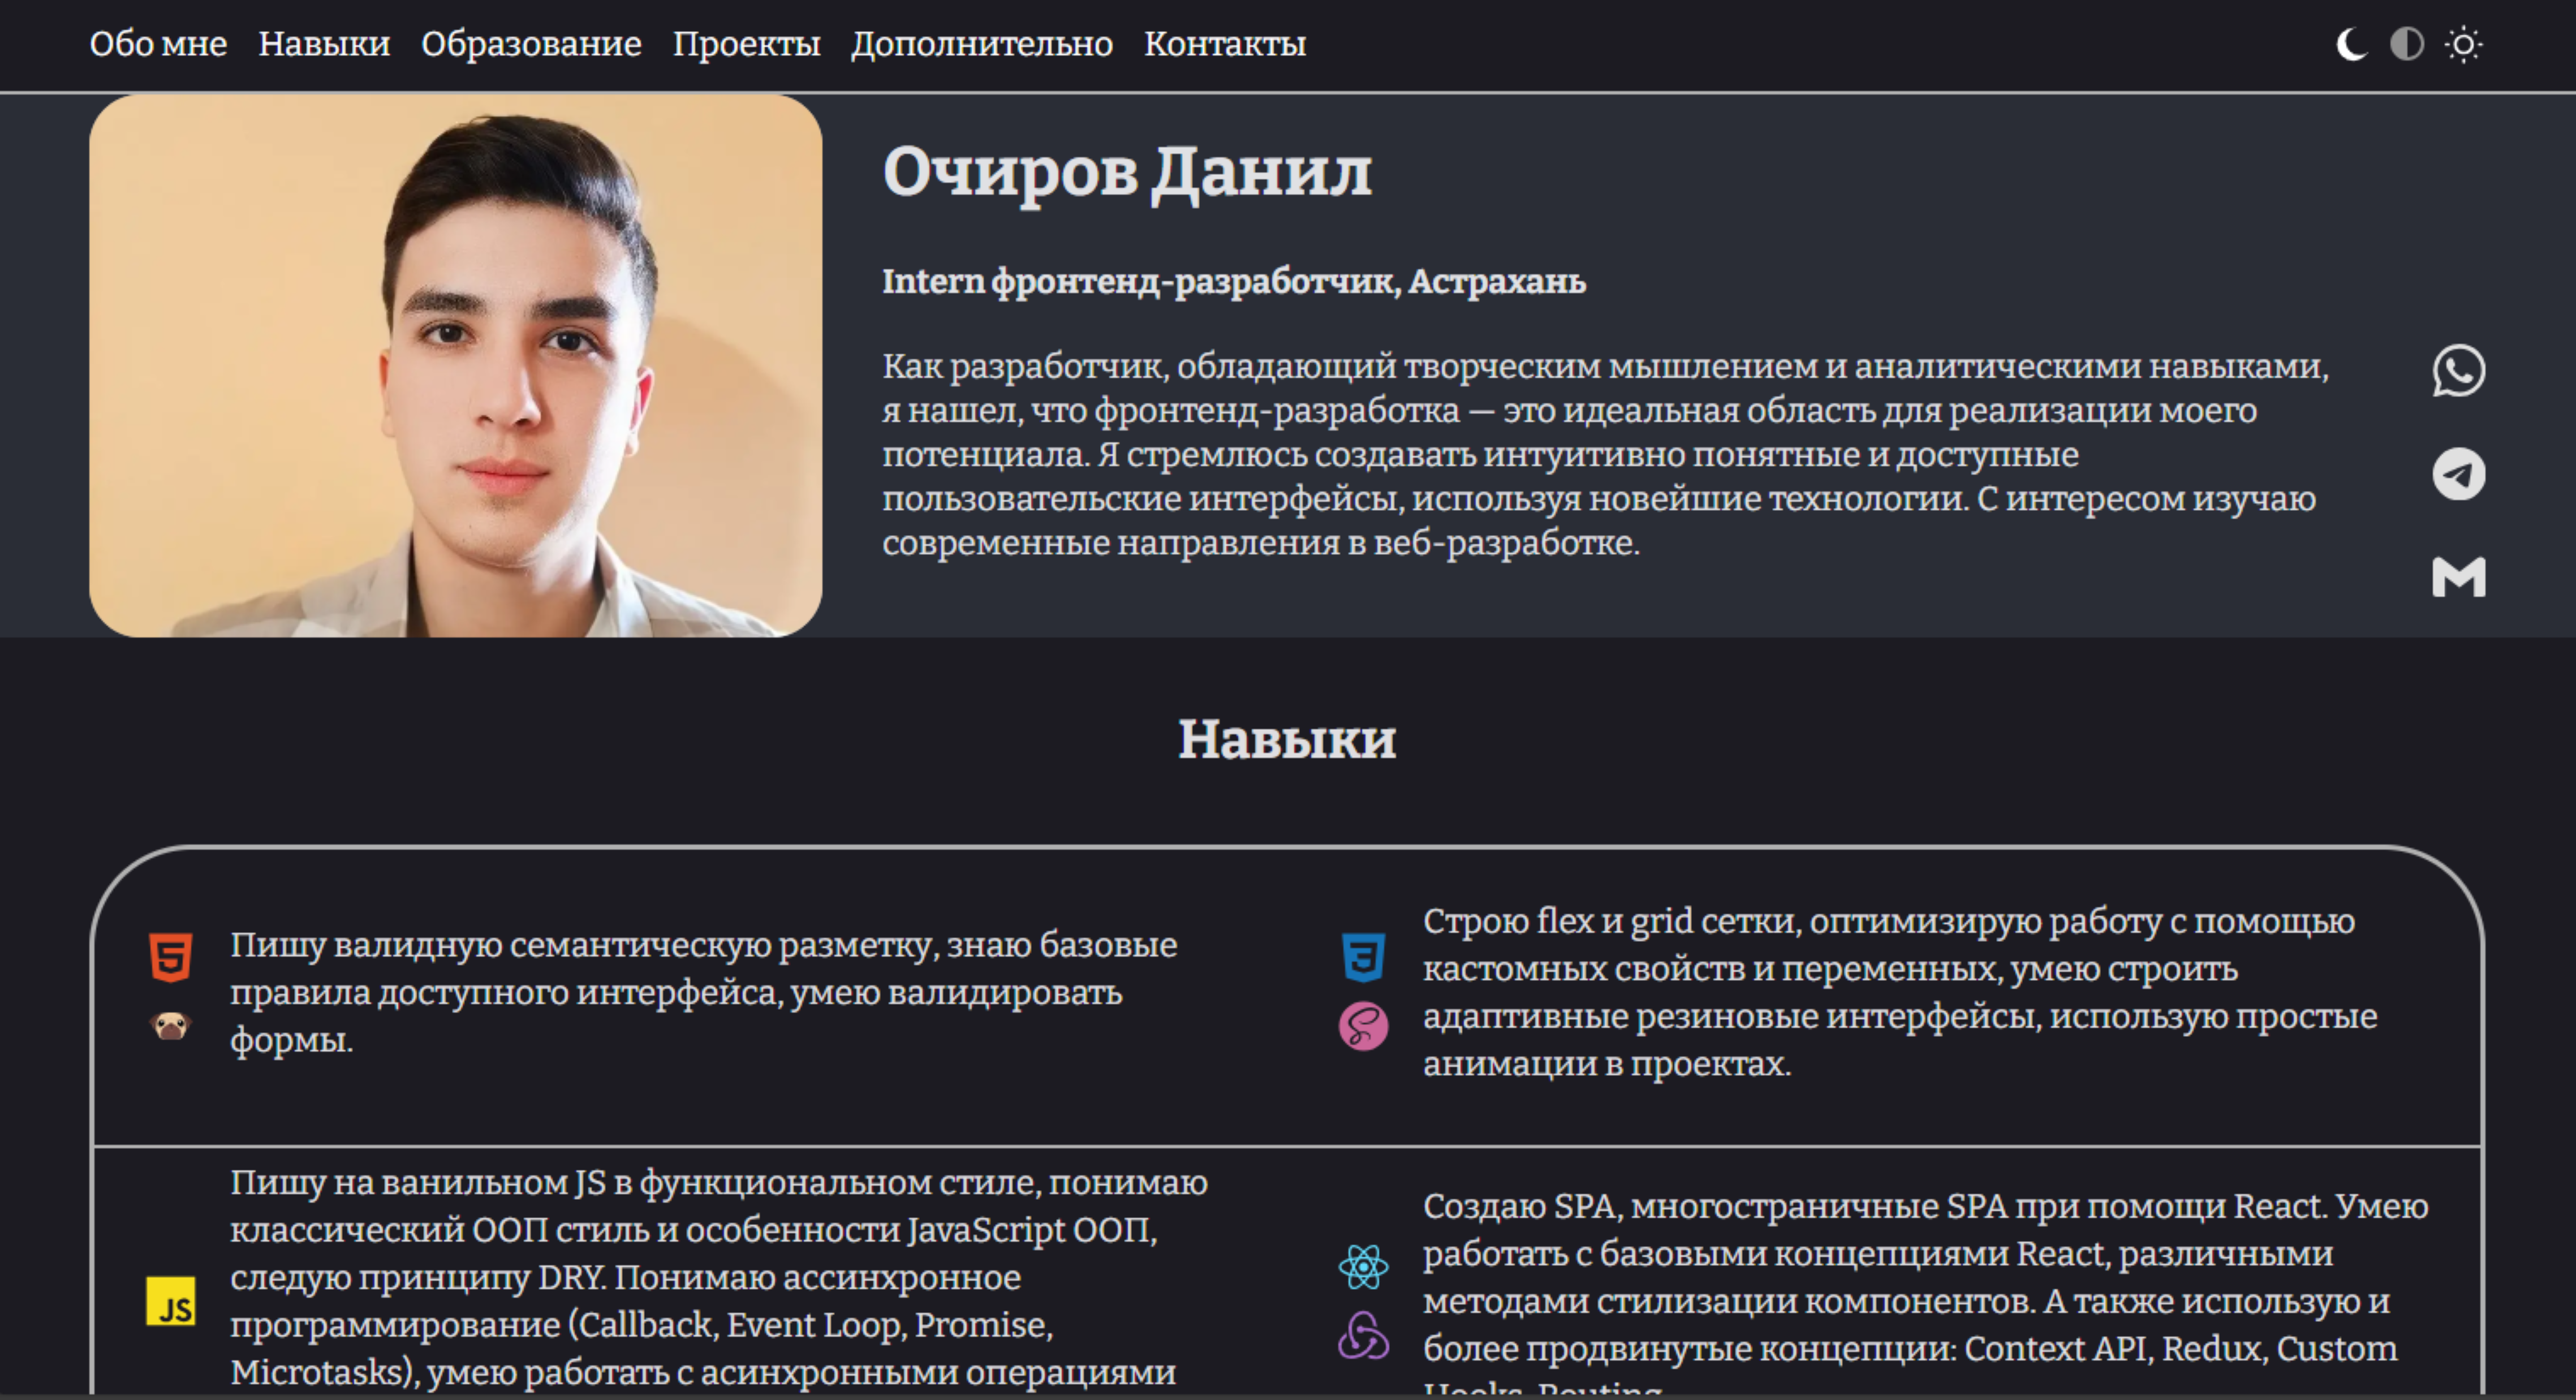 Обо мне Навыки Образование Проекты Дополнительно Контакты
Очиров Данил
Intern фронтенд-разработчик, Астрахань
Как разработчик, обладающий творческим мышлением и аналитическими навыками,
я нашел, что фронтенд-разработка — это идеальная область для реализации моего
потенциала. Я стремлюсь создавать интуитивно понятные и доступные
пользовательские интерфейсы, используя новейшие технологии. С интересом изучаю
современные направления в веб-разработке.
Навыки
Пишу валидную семантическую разметку, знаю базовые
правила доступного интерфейса, умею валидировать
формы.
Строю flex и grid сетки, оптимизирую работу с помощью
кастомных свойств и переменных, умею строить
адаптивные резиновые интерфейсы, использую простые
анимации в проектах.
JS
Пишу на ванильном JS в функциональном стиле, понимаю
классический ООП стиль и особенности JavaScript ООП,
следую принципу DRY. Понимаю ассинхронное
программирование (Callback, Event Loop, Promise,
Microtasks), умею работать с асинхронными операциями
Создаю SPA, многостраничные SPA при помощи React. Умею
работать с базовыми концепциями React, различными
методами стилизации компонентов. А также использую и
более продвинутые концепции: Context API, Redux, Custom